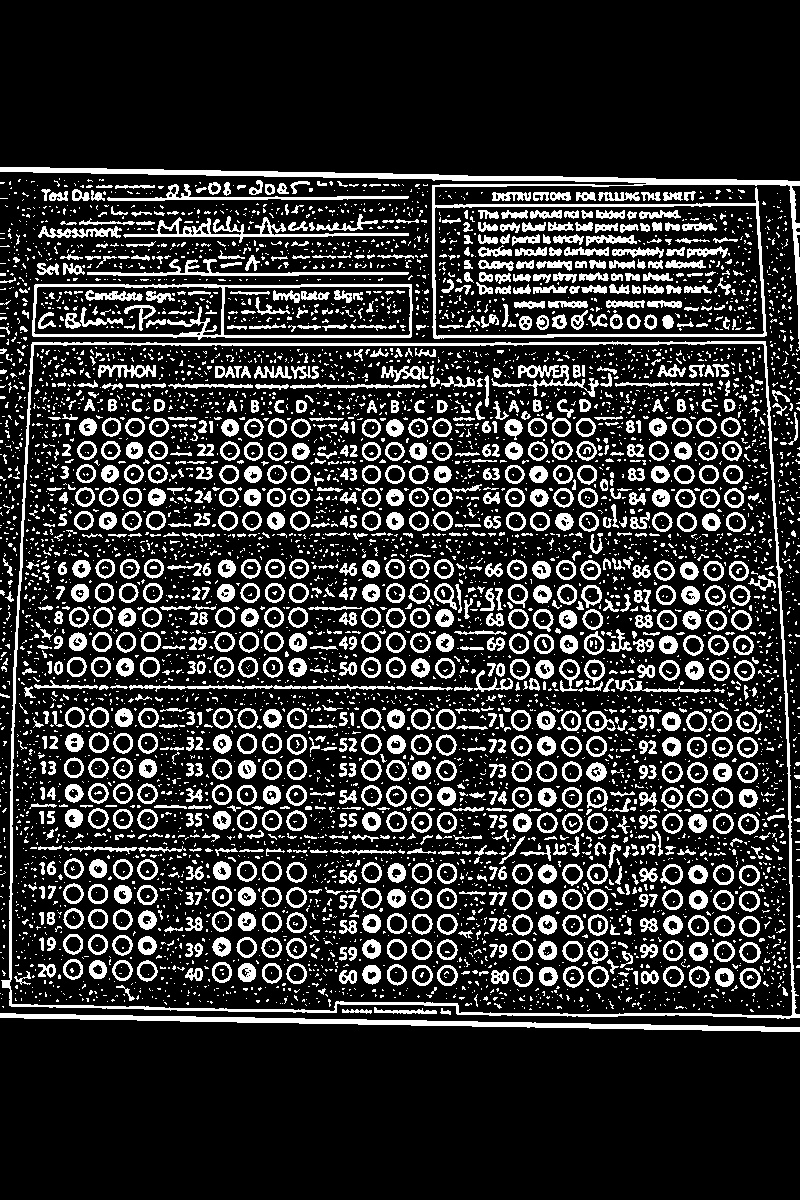 Test Date: 23-08-2025.
Assessment: Monthly Assessment
Set No: SET-A
Candidate Sign:
Invigilator Sign:
INSTRUCTIONS FOR FILLING THE SHEET
1. This sheet should not be folded or crushed.
2. Use only blue/ black ball point pen to fill the circles.
3. Use of pencil is strictly prohibited.
4. Circles should be darkened completely and properly.
5. Cutting and erasing on this sheet is not allowed.
6. Do not use any stray marks on the sheet.
7. Do not use marker or white fluid to hide the mark.
WRONG METHODS CORRECT METHOD
PYTHON DATA ANALYSIS MySQL POWER BI Adv STATS
A B C D A B C D A B C D A B C D A B C D
1 21 41 61 81
2 22 42 62 82
3 23 43 63 83
4 24 44 64 84
5 25 45 65 85
6 26 46 66 86
7 27 47 67 87
8 28 48 68 88
9 29 49 69 89
10 30 50 70 90
11 31 51 71 91
12 32 52 72 92
13 33 53 73 93
14 34 54 74 94
15 35 55 75 95
16 36 56 76 96
17 37 57 77 97
18 38 58 78 98
19 39 59 79 99
20 40 60 80 100